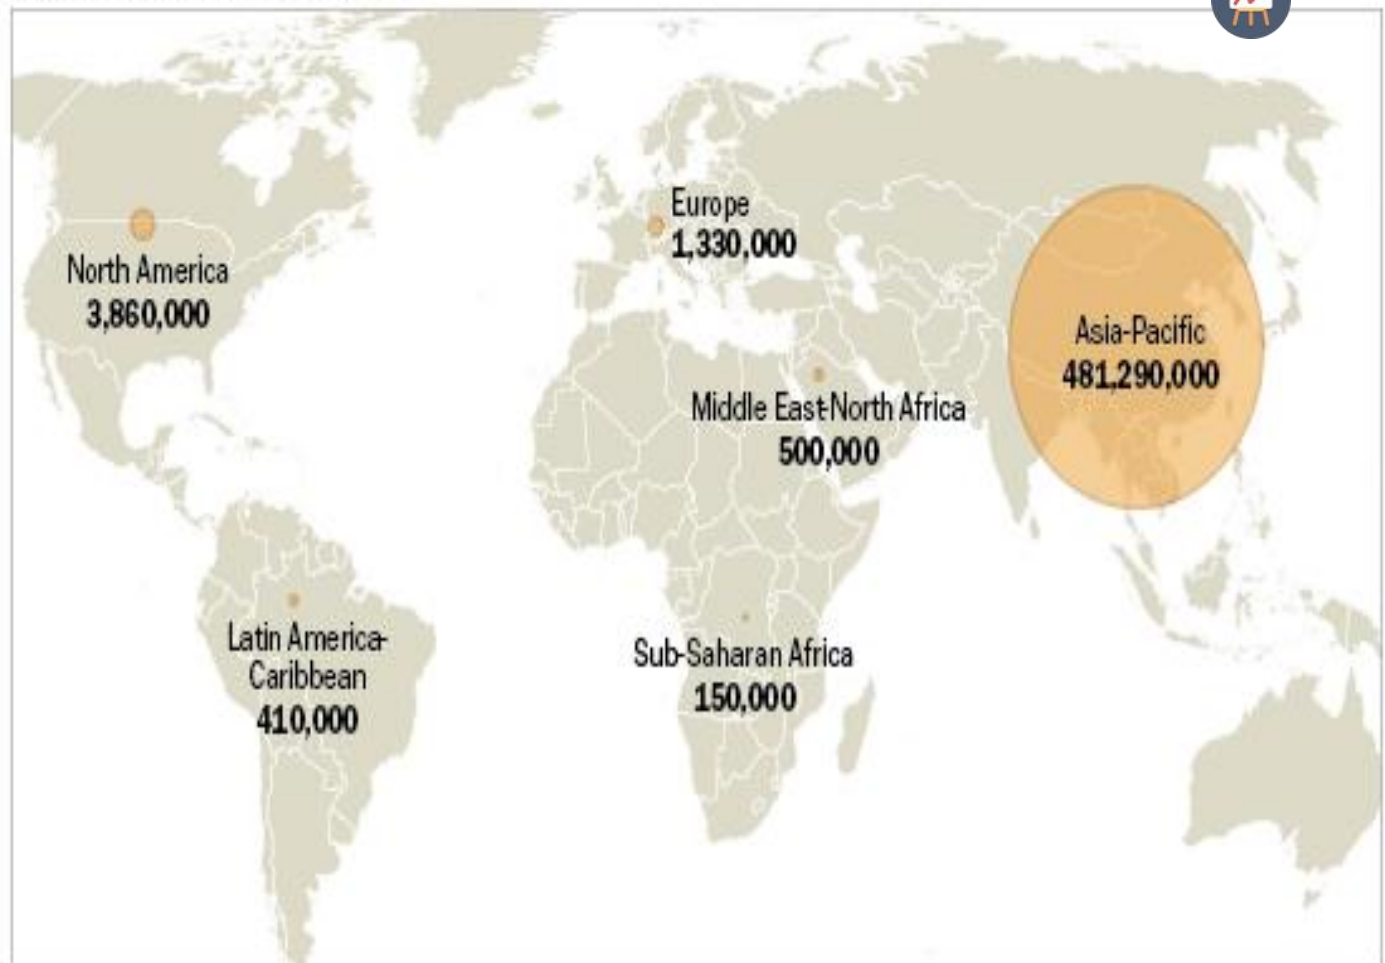 Europe
1,330,000
North America
3,860,000
Asia-Pacific
481,290,000
Middle East-North Africa
500,000
Latin America-
Caribbean
410,000
Sub-Saharan Africa
150,000